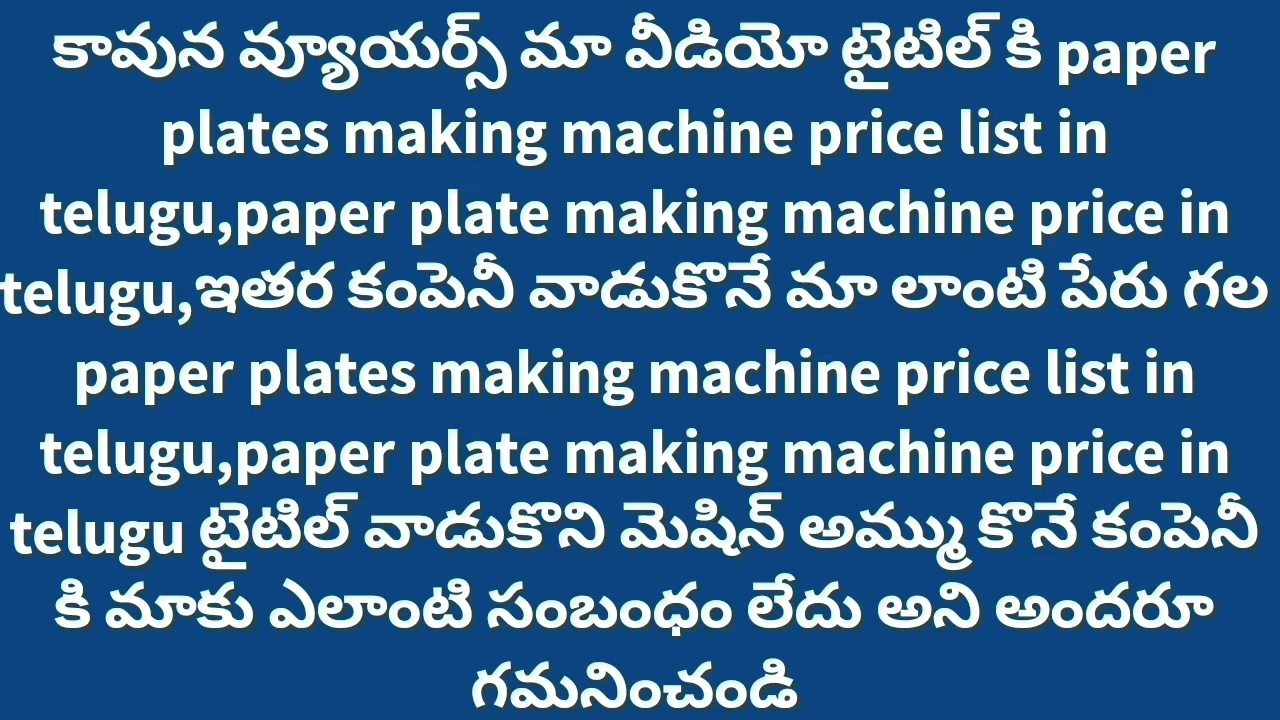 కావున వ్యూయర్స్ మా వీడియో టైటిల్ కి paper
plates making machine price list in
telugu,paper plate making machine price in
telugu,ఇతర కంపెనీ వాడుకొనే మా లాంటి పేరు గల
paper plates making machine price list in
telugu,paper plate making machine price in
telugu టైటిల్ వాడుకొని మెషిన్ అమ్ము కొనే కంపెనీ
కి మాకు ఎలాంటి సంబంధం లేదు అని అందరూ
గమనించండి